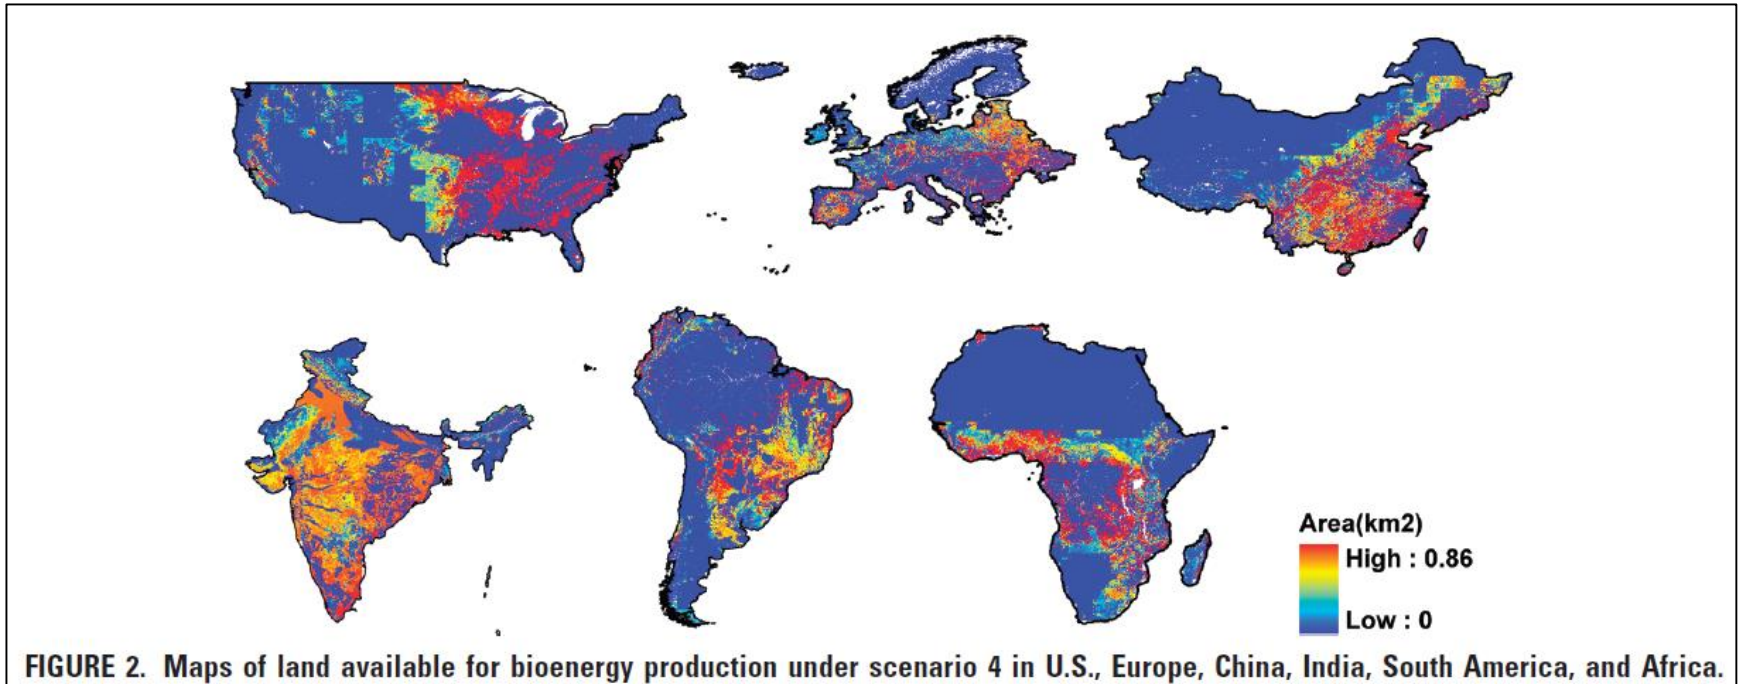 Area(km2)
High : 0.86
Low : 0
FIGURE 2. Maps of land available for bioenergy production under scenario 4 in U.S., Europe, China, India, South America, and Africa.